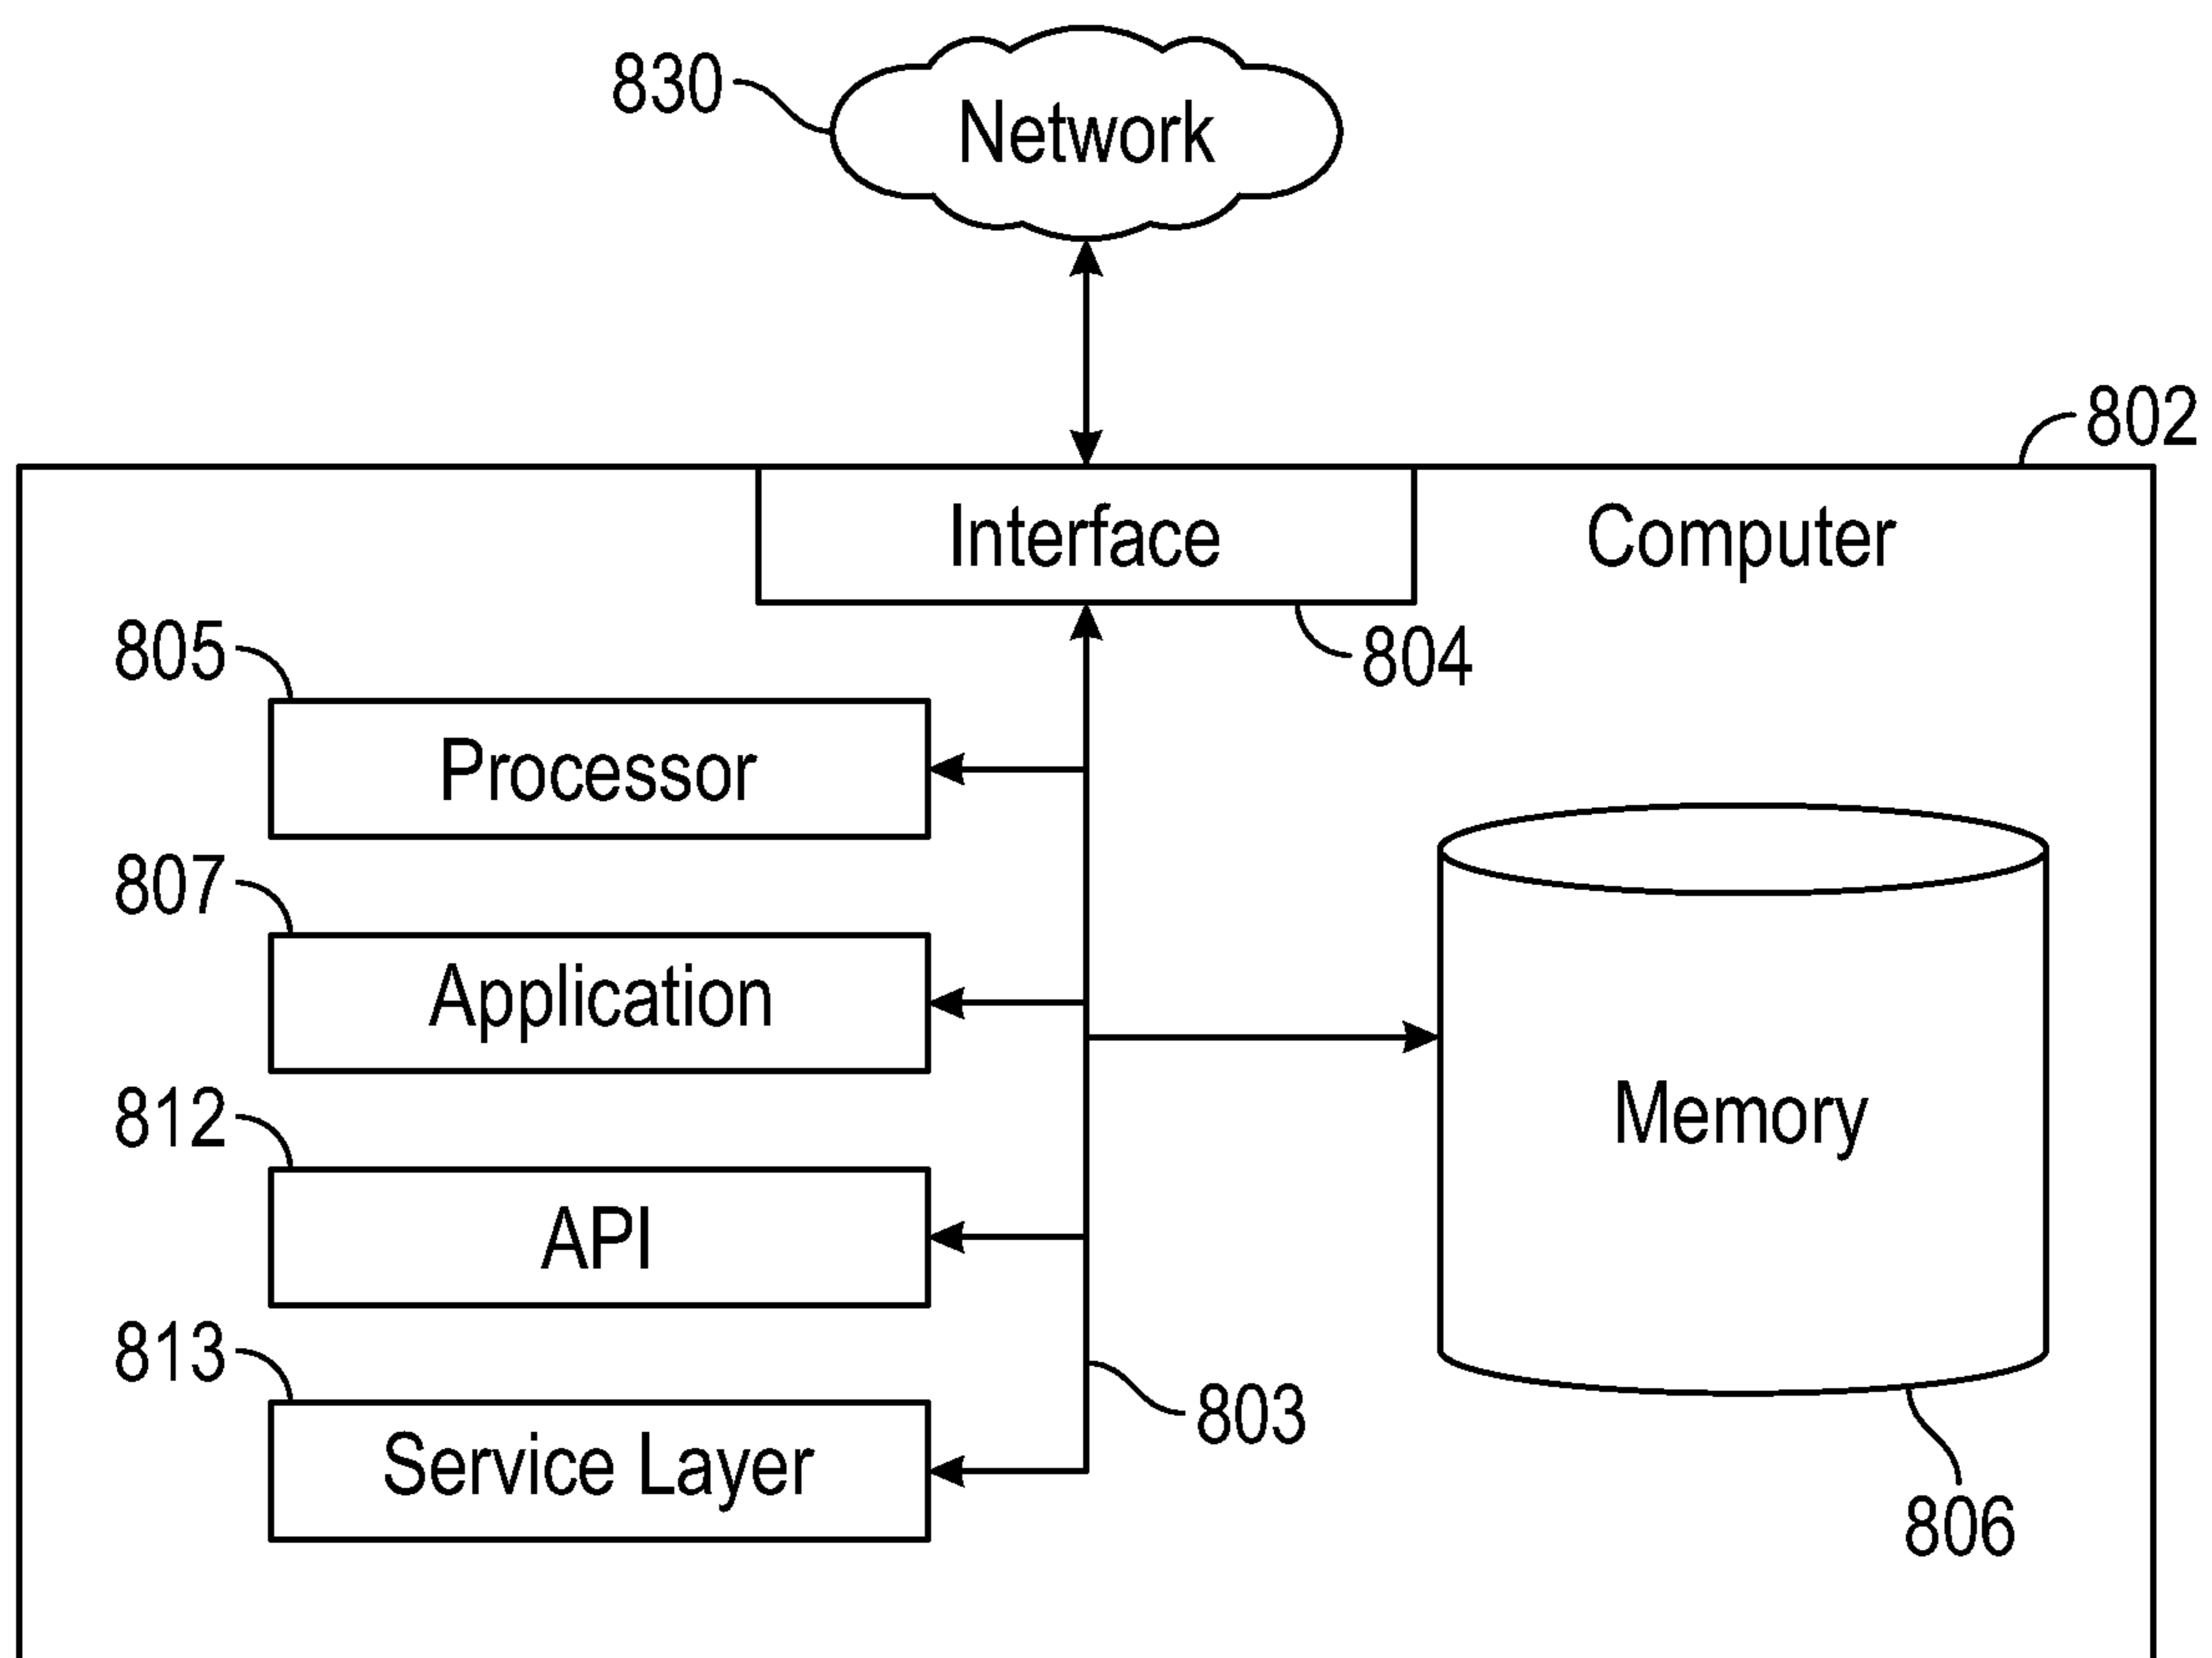 830
Network
802
Interface
Computer
805
804
Processor
807
Application
Memory
812
API
813
803
Service Layer
806